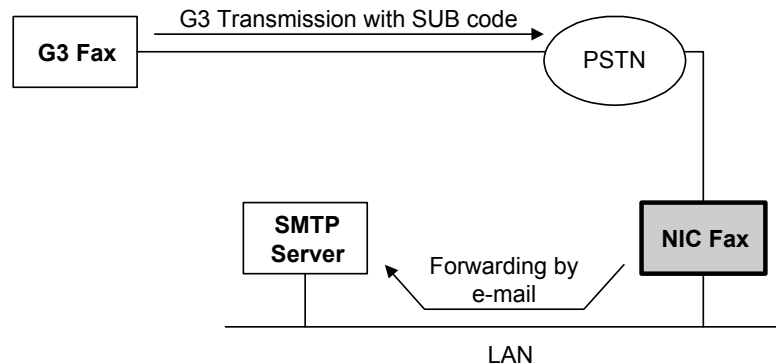 G3 Transmission with SUB code
G3 Fax
PSTN
SMTP
Server
NIC Fax
Forwarding by
e-mail
LAN